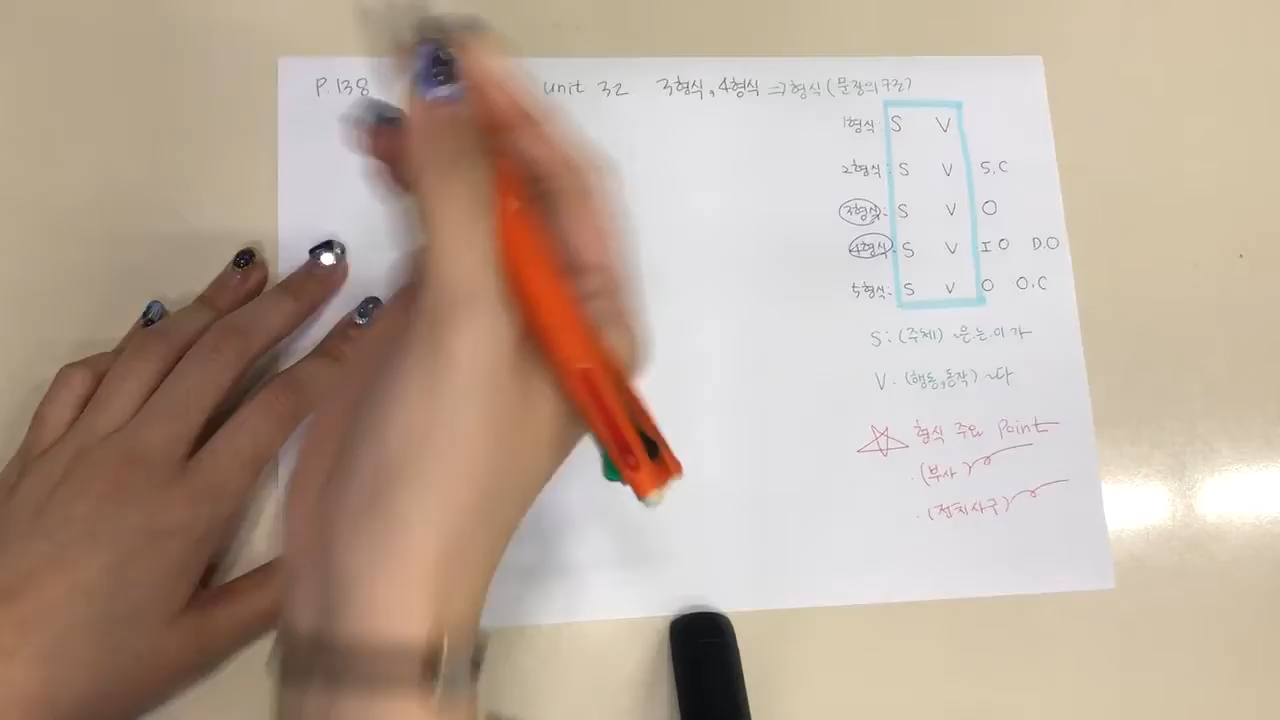 P.138 unit 32 3형식, 4형식 ⇒ 형식 (문장의 구조)
1형식: S V
2형식: S V S.C
3형식: S V O
4형식: S V I O D.O
5형식: S V O O.C
S: (주체) ~은.는.이 가
V. (행동,동작) ~다
☆ 형식 주요 Point
· (부사)
· (전치사구)